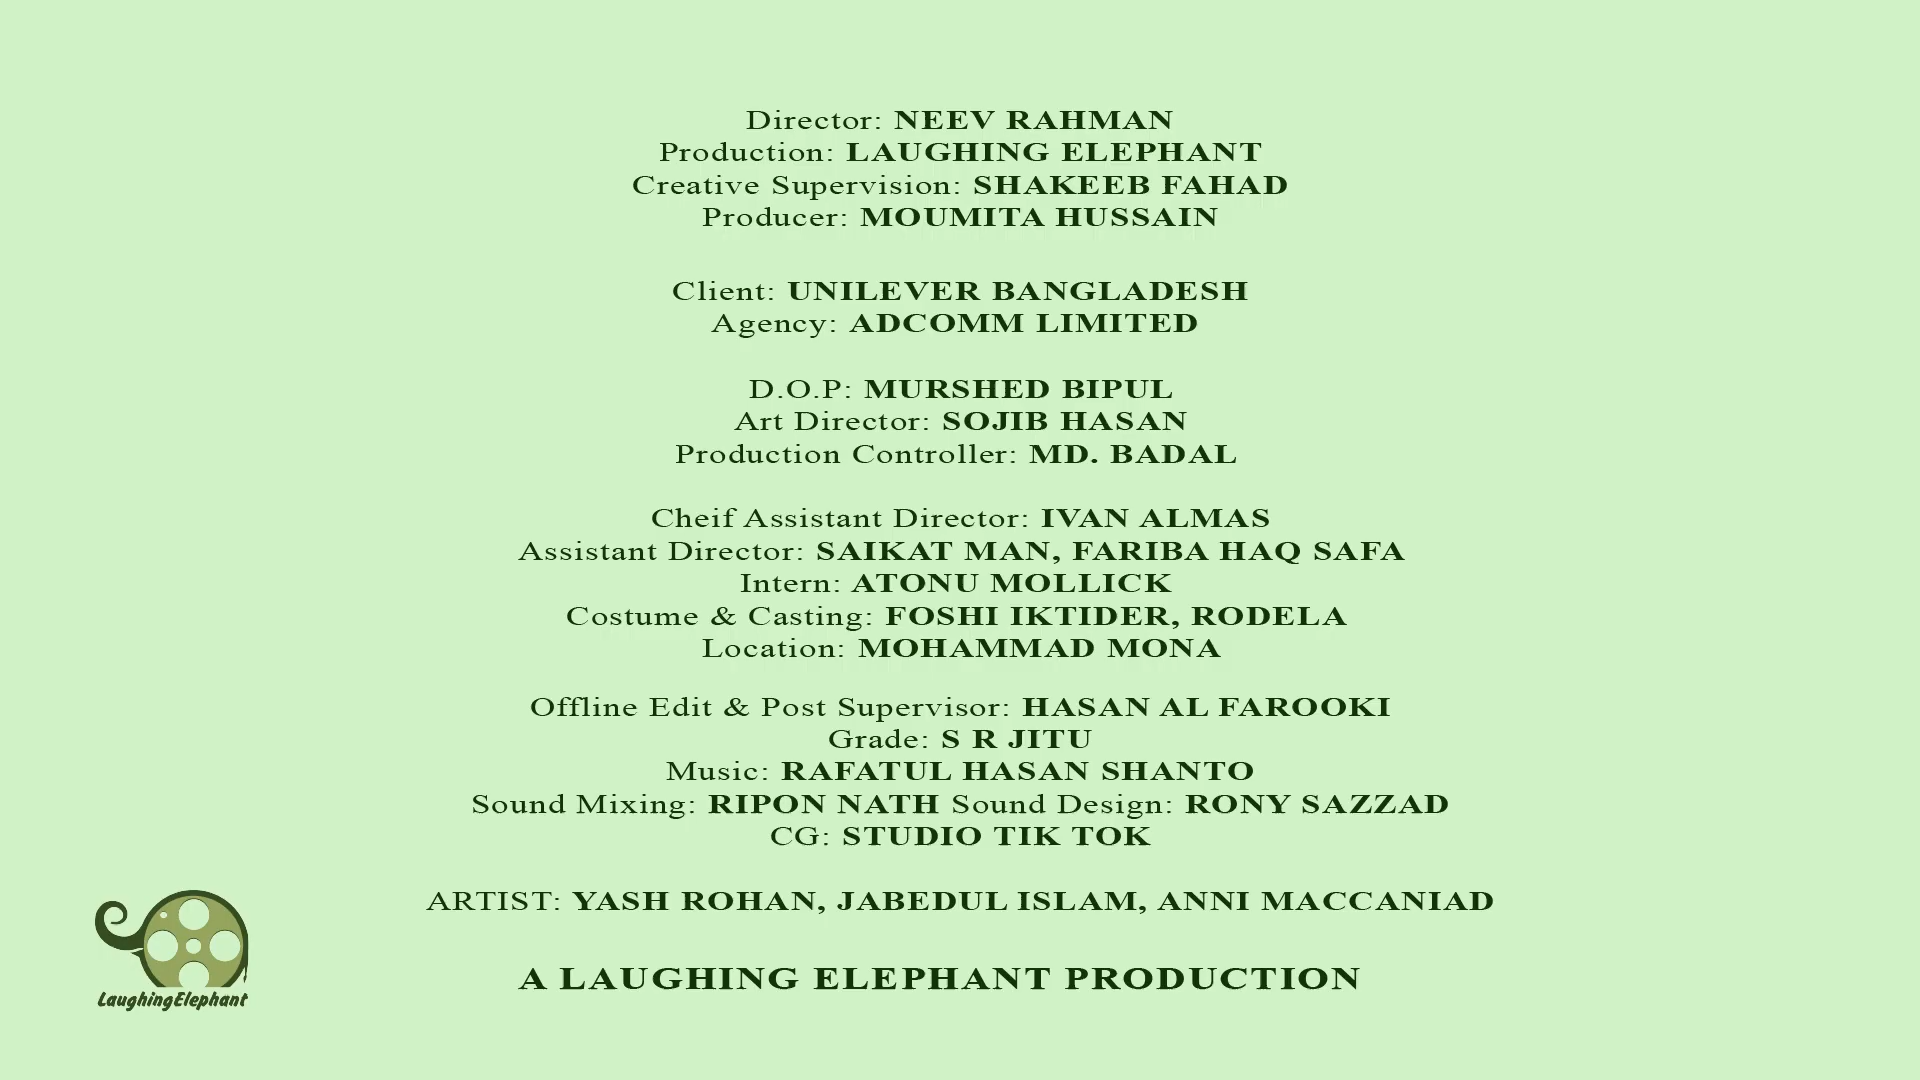 Director: NEEV RAHMAN
Production: LAUGHING ELEPHANT
Creative Supervision: SHAKEEB FAHAD
Producer: MOUMITA HUSSAIN
Client: UNILEVER BANGLADESH
Agency: ADCOMM LIMITED
D.O.P: MURSHED BIPUL
Art Director: SOJIB HASAN
Production Controller: MD. BADAL
Cheif Assistant Director: IVAN ALMAS
Assistant Director: SAIKAT MAN, FARIBA HAQ SAFA
Intern: ATONU MOLLICK
Costume & Casting: FOSHI IKTIDER, RODELA
Location: MOHAMMAD MONA
Offline Edit & Post Supervisor: HASAN AL FAROOKI
Grade: S R JITU
Music: RAFATUL HASAN SHANTO
Sound Mixing: RIPON NATH Sound Design: RONY SAZZAD
CG: STUDIO TIK TOK
ARTIST: YASH ROHAN, JABEDUL ISLAM, ANNI MACCANIAD
A LAUGHING ELEPHANT PRODUCTION
LaughingElephant